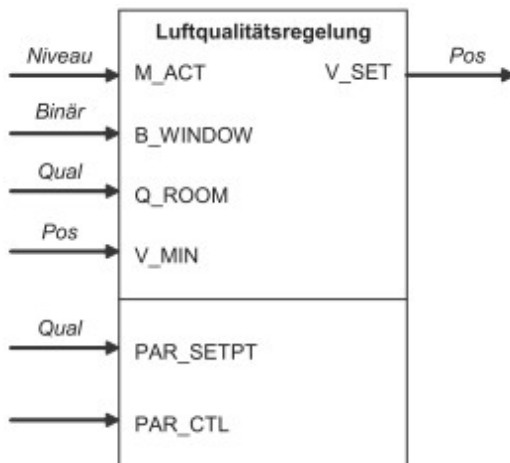 Luftqualitätsregelung
Niveau M_ACT V_SET Pos
Binär B_WINDOW
Qual Q_ROOM
Pos V_MIN
Qual PAR_SETPT
PAR_CTL